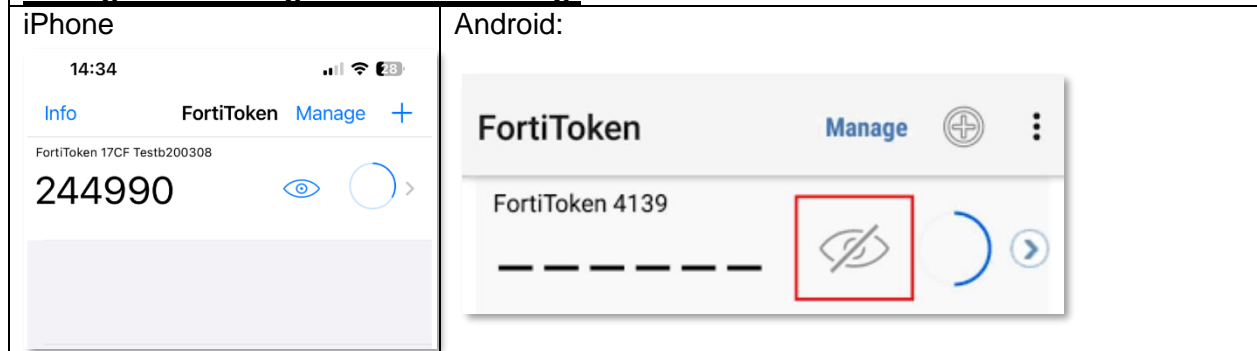 iPhone
14:34
28
Info FortiToken Manage +
FortiToken 17CF Testb200308
244990
Android:
FortiToken Manage
FortiToken 4139
_ _ _ _ _ _